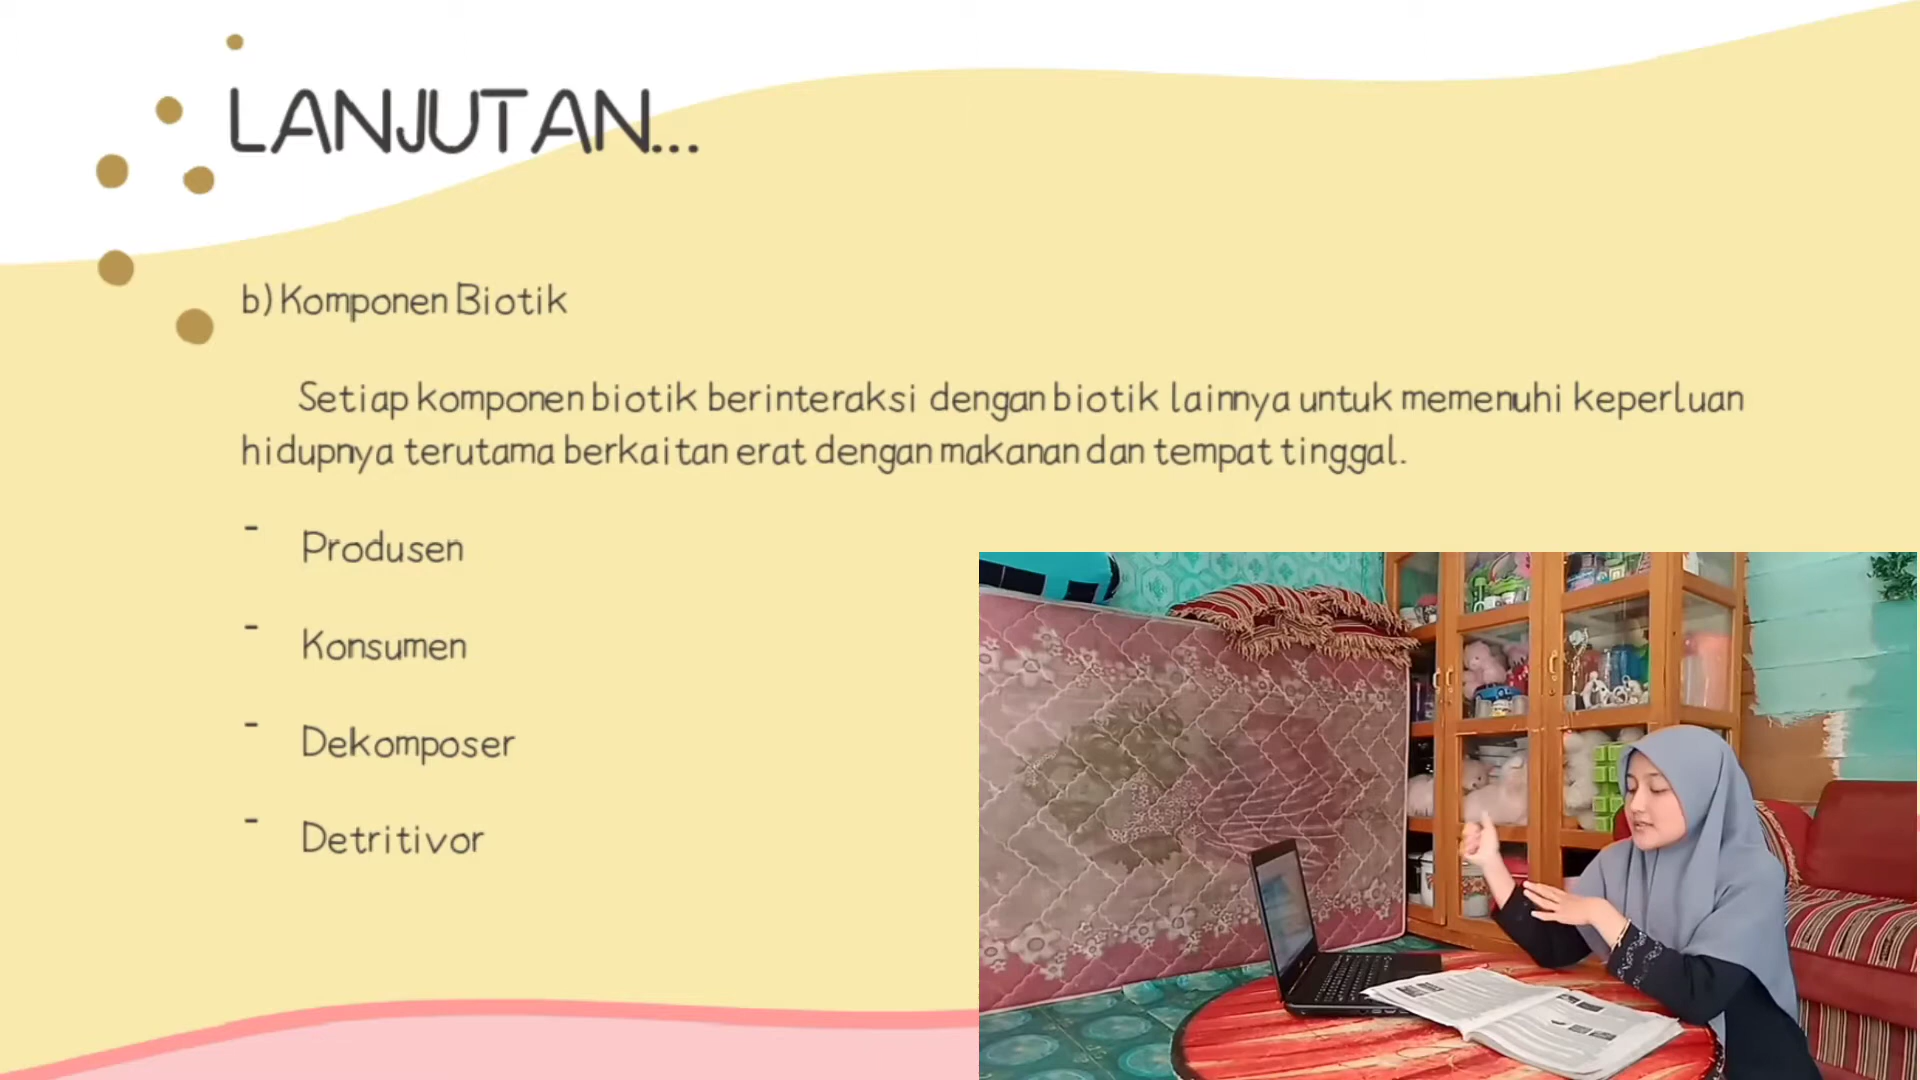 LANJUTAN...
b) Komponen Biotik
Setiap komponen biotik berinteraksi dengan biotik lainnya untuk memenuhi keperluan
hidupnya terutama berkaitan erat dengan makanan dan tempat tinggal.
- Produsen
- Konsumen
- Dekomposer
- Detritivor